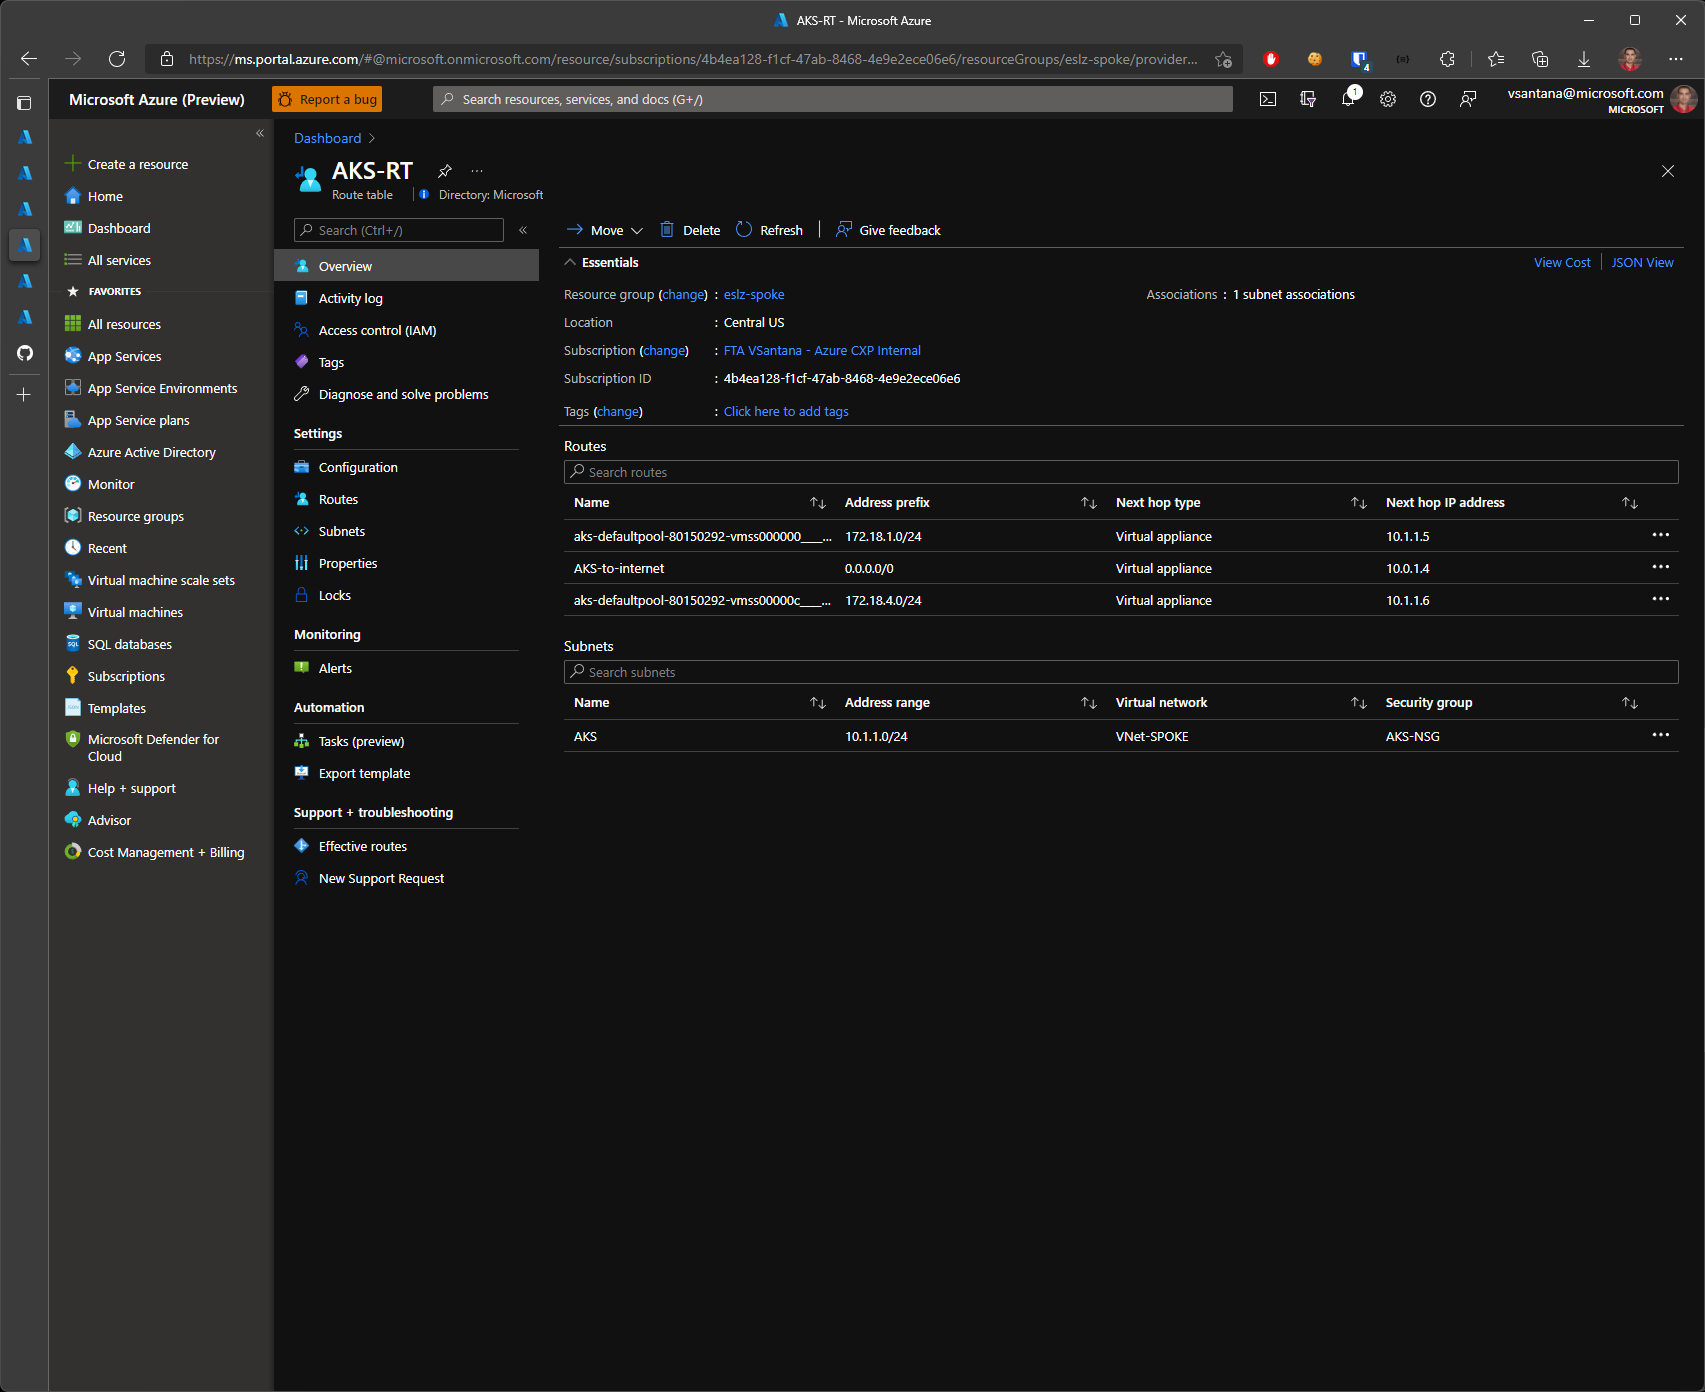 AKS-RT - Microsoft Azure
https://ms.portal.azure.com/#@microsoft.onmicrosoft.com/resource/subscriptions/4b4ea128-f1cf-47ab-8468-4e9e2ece06e6/resourceGroups/eslz-spoke/provider...
4
Microsoft Azure (Preview)
Report a bug
Search resources, services, and docs (G+/)
1
vsantana@microsoft.com
MICROSOFT
Create a resource
Home
Dashboard
All services
FAVORITES
All resources
App Services
App Service Environments
App Service plans
Azure Active Directory
Monitor
Resource groups
Recent
Virtual machine scale sets
Virtual machines
SQL databases
Subscriptions
Templates
Microsoft Defender for
Cloud
Help + support
Advisor
Cost Management + Billing
Dashboard >
AKS-RT
Route table
Directory: Microsoft
Search (Ctrl+/)
Overview
Activity log
Access control (IAM)
Tags
Diagnose and solve problems
Settings
Configuration
Routes
Subnets
Properties
Locks
Monitoring
Alerts
Automation
Tasks (preview)
Export template
Support + troubleshooting
Effective routes
New Support Request
Move Delete Refresh Give feedback
Essentials
View Cost JSON View
Resource group (change) : eslz-spoke
Associations : 1 subnet associations
Location : Central US
Subscription (change) : FTA VSantana - Azure CXP Internal
Subscription ID : 4b4ea128-f1cf-47ab-8468-4e9e2ece06e6
Tags (change) : Click here to add tags
Routes
Search routes
Name Address prefix Next hop type Next hop IP address
aks-defaultpool-80150292-vmss000000___... 172.18.1.0/24 Virtual appliance 10.1.1.5
AKS-to-internet 0.0.0.0/0 Virtual appliance 10.0.1.4
aks-defaultpool-80150292-vmss00000c___... 172.18.4.0/24 Virtual appliance 10.1.1.6
Subnets
Search subnets
Name Address range Virtual network Security group
AKS 10.1.1.0/24 VNet-SPOKE AKS-NSG